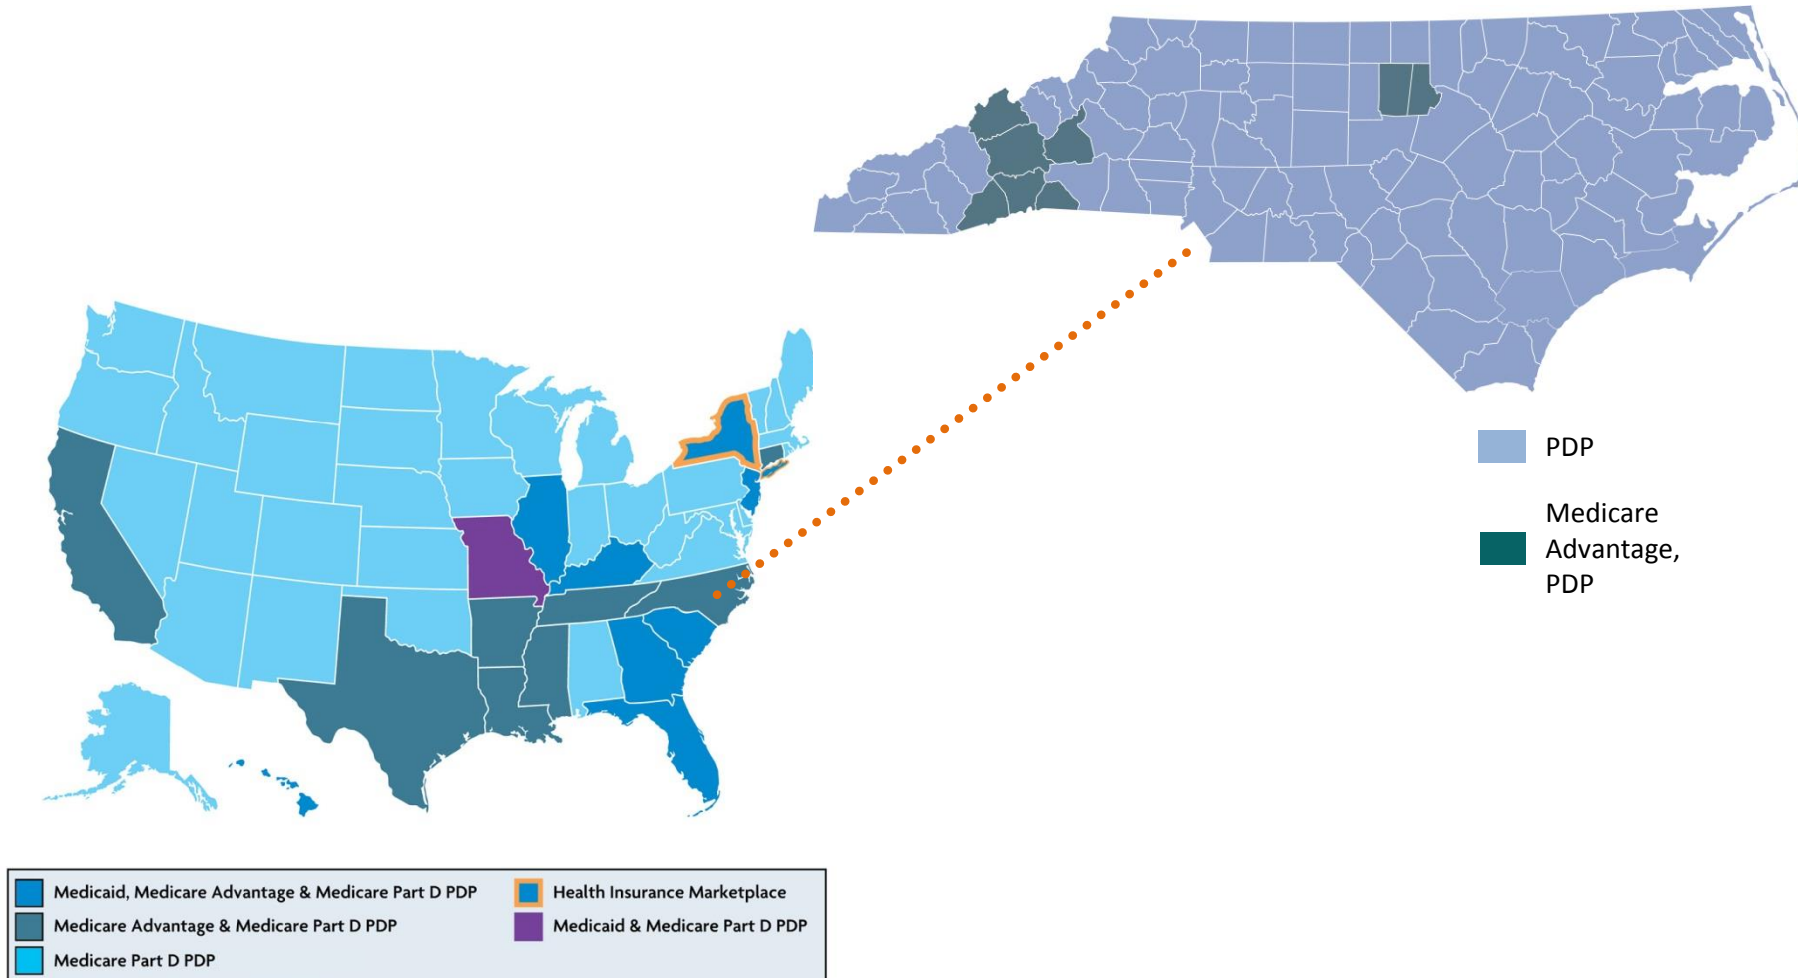 PDP
Medicare
Advantage,
PDP
Medicaid, Medicare Advantage & Medicare Part D PDP
Health Insurance Marketplace
Medicare Advantage & Medicare Part D PDP
Medicaid & Medicare Part D PDP
Medicare Part D PDP